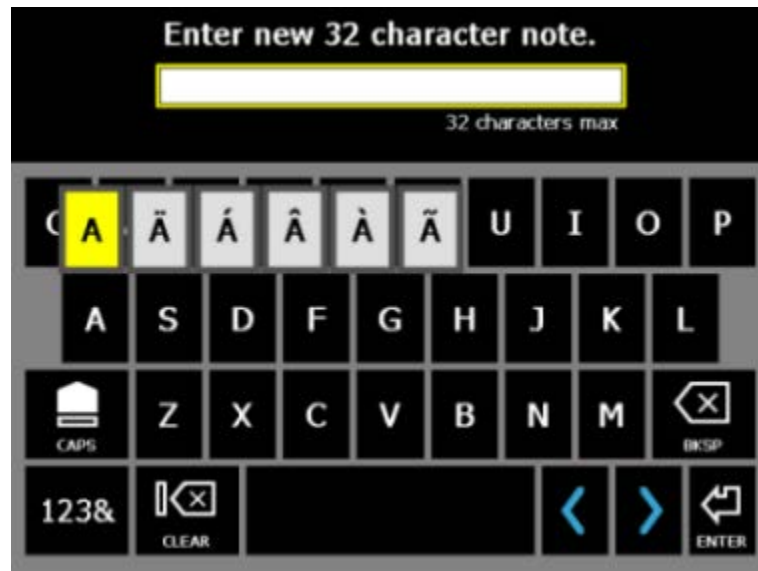 Enter new 32 character note.
32 characters max
A Ä Á Â À Ã U I O P
A S D F G H J K L
CAPS Z X C V B N M BKSP
123& CLEAR ENTER